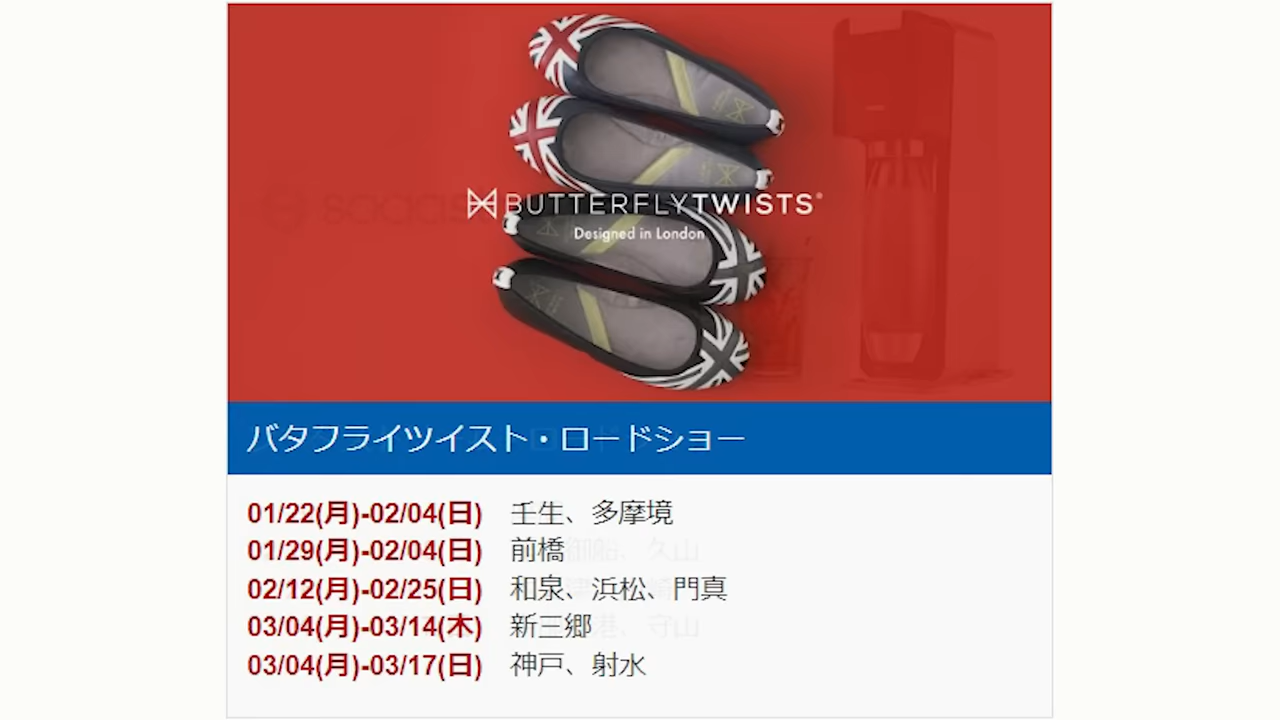 BUTTERFLYTWISTS®
Designed in London
バタフライツイスト・ロードショー
01/22(月)-02/04(日) 壬生、多摩境
01/29(月)-02/04(日) 前橋
02/12(月)-02/25(日) 和泉、浜松、門真
03/04(月)-03/14(木) 新三郷
03/04(月)-03/17(日) 神戸、射水